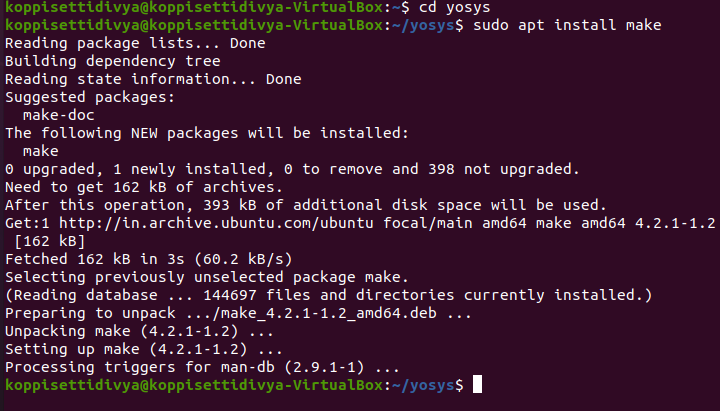 koppisettidivya@koppisettidivya-VirtualBox:~$ cd yosys
koppisettidivya@koppisettidivya-VirtualBox:~/yosys$ sudo apt install make
Reading package lists... Done
Building dependency tree
Reading state information... Done
Suggested packages:
  make-doc
The following NEW packages will be installed:
  make
0 upgraded, 1 newly installed, 0 to remove and 398 not upgraded.
Need to get 162 kB of archives.
After this operation, 393 kB of additional disk space will be used.
Get:1 http://in.archive.ubuntu.com/ubuntu focal/main amd64 make amd64 4.2.1-1.2
 [162 kB]
Fetched 162 kB in 3s (60.2 kB/s)
Selecting previously unselected package make.
(Reading database ... 144697 files and directories currently installed.)
Preparing to unpack .../make_4.2.1-1.2_amd64.deb ...
Unpacking make (4.2.1-1.2) ...
Setting up make (4.2.1-1.2) ...
Processing triggers for man-db (2.9.1-1) ...
koppisettidivya@koppisettidivya-VirtualBox:~/yosys$